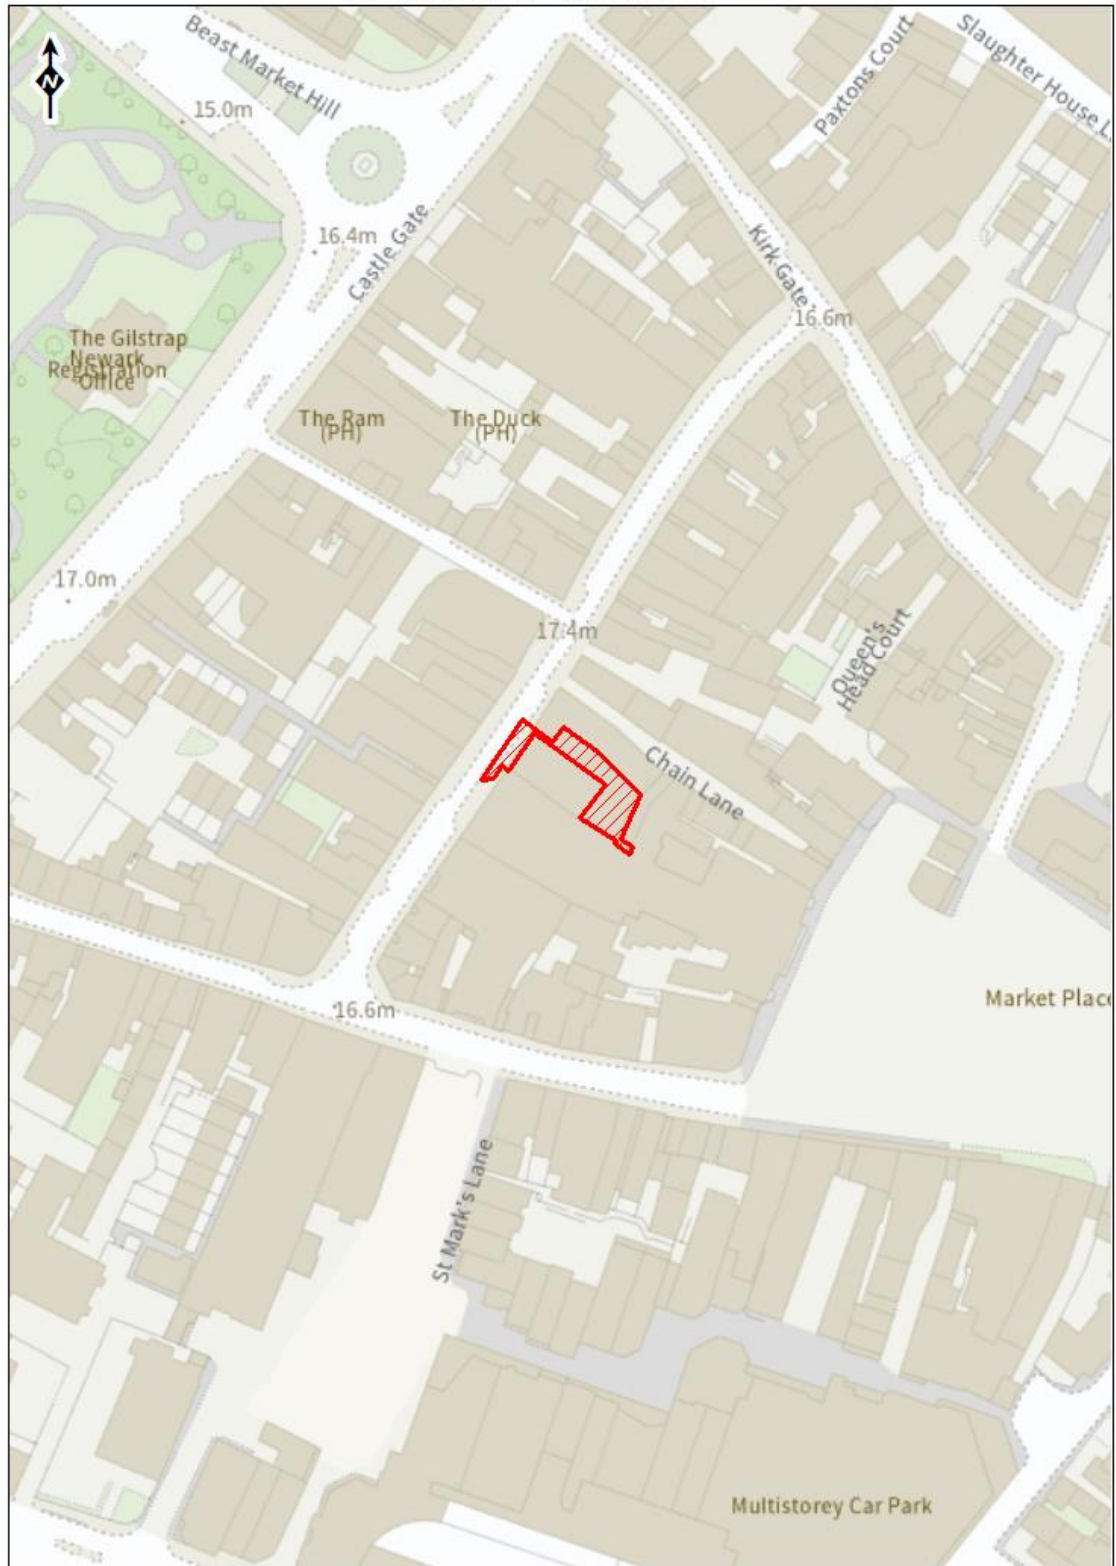 N
Beast Market Hill
15.0m
Paxtons Court
Slaughter House L
16.4m
Castle Gate
Kirk Gate
16.6m
The Gilstrap
Newark
Registration
Office
The Ram
(PH)
The Duck
(PH)
17.0m
17.4m
Queen's
Head Court
Chain Lane
Market Place
16.6m
St Mark's Lane
Multistorey Car Park